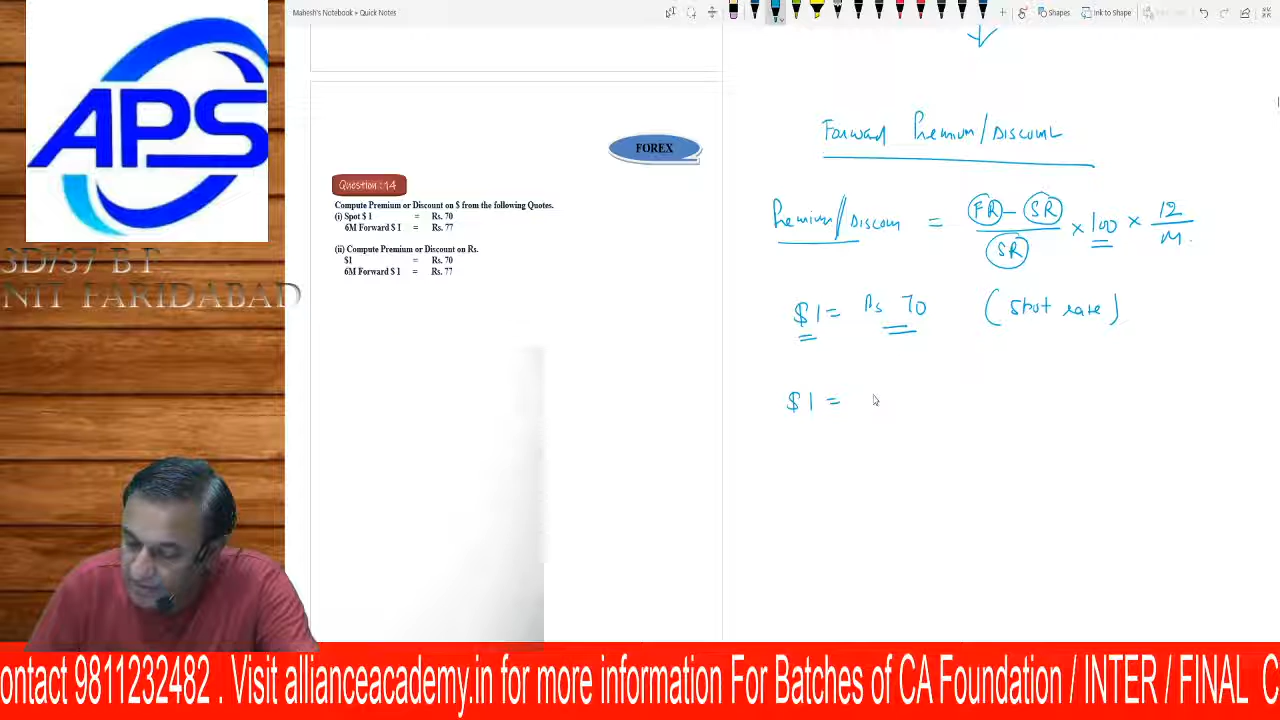 Mahesh's Notebook » Quick Notes
Shapes
Ink to Shape
APS
3D/37 B.P.
NIT FARIDABAD
FOREX
Question : 14
Compute Premium or Discount on $ from the following Quotes.
(i) Spot $ 1 = Rs. 70
6M Forward $ 1 = Rs. 77
(ii) Compute Premium or Discount on Rs.
$1 = Rs. 70
6M Forward $ 1 = Rs. 77
Forward Premium/Discount
Premium/Discoun = FR - SR / SR × 100 × 12 / M.
$1 = Rs 70 (Spot rate)
$1 =
ontact 9811232482 . Visit allianceacademy.in for more information For Batches of CA Foundation / INTER / FINAL C